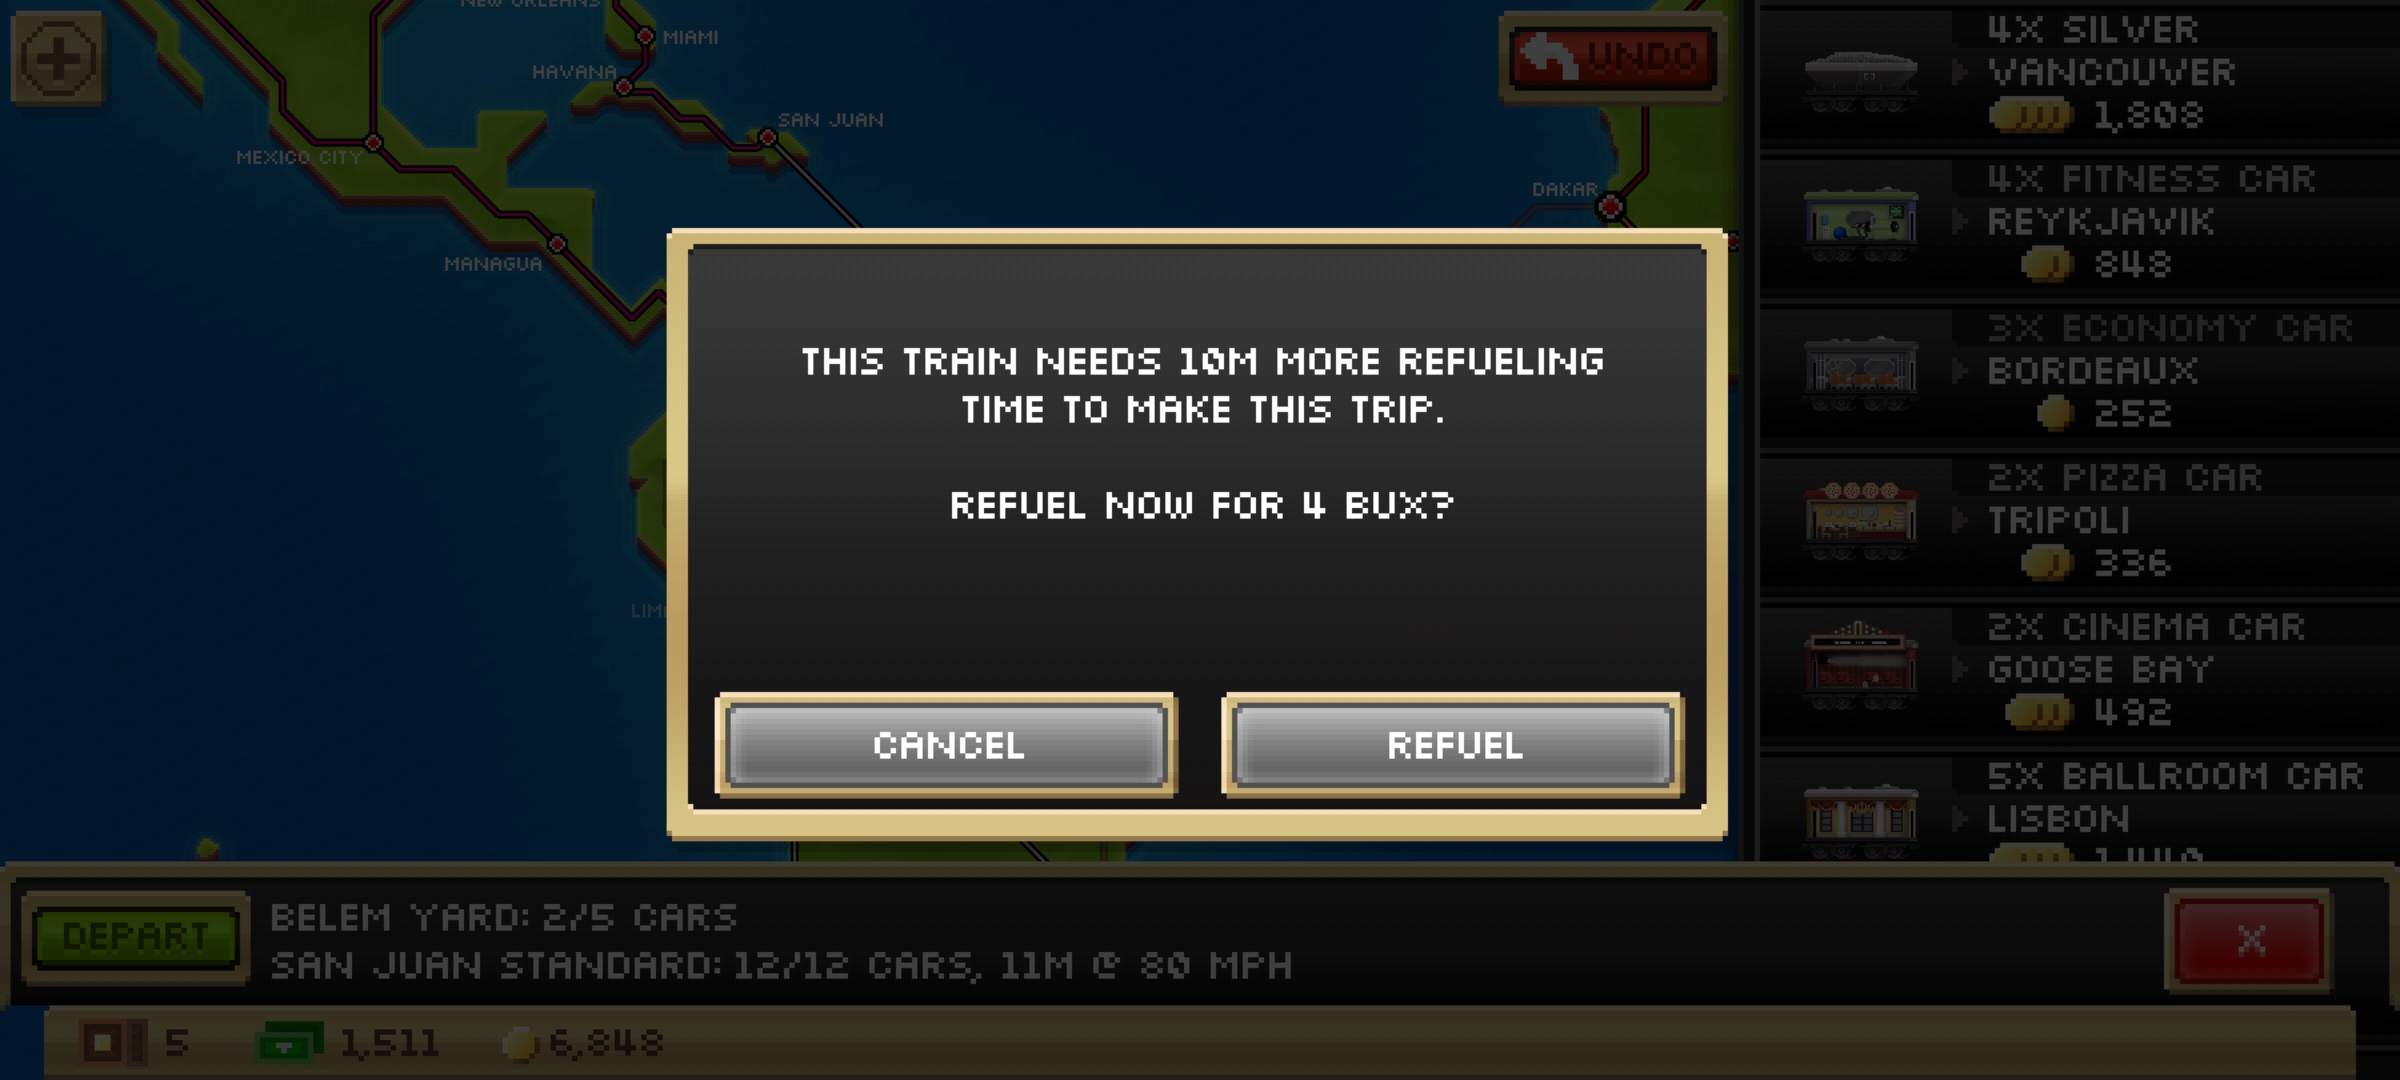 NEW ORLEANS
MIAMI
HAVANA
SAN JUAN
MEXICO CITY
MANAGUA
DAKAR
UNDO
THIS TRAIN NEEDS 10M MORE REFUELING
TIME TO MAKE THIS TRIP.
REFUEL NOW FOR 4 BUX?
CANCEL
REFUEL
4X SILVER
VANCOUVER
1,808
4X FITNESS CAR
REYKJAVIK
848
3X ECONOMY CAR
BORDEAUX
252
2X PIZZA CAR
TRIPOLI
336
2X CINEMA CAR
GOOSE BAY
492
5X BALLROOM CAR
LISBON
DEPART
BELEM YARD: 2/5 CARS
SAN JUAN STANDARD: 12/12 CARS, 11M @ 80 MPH
X
5
1,511
6,848